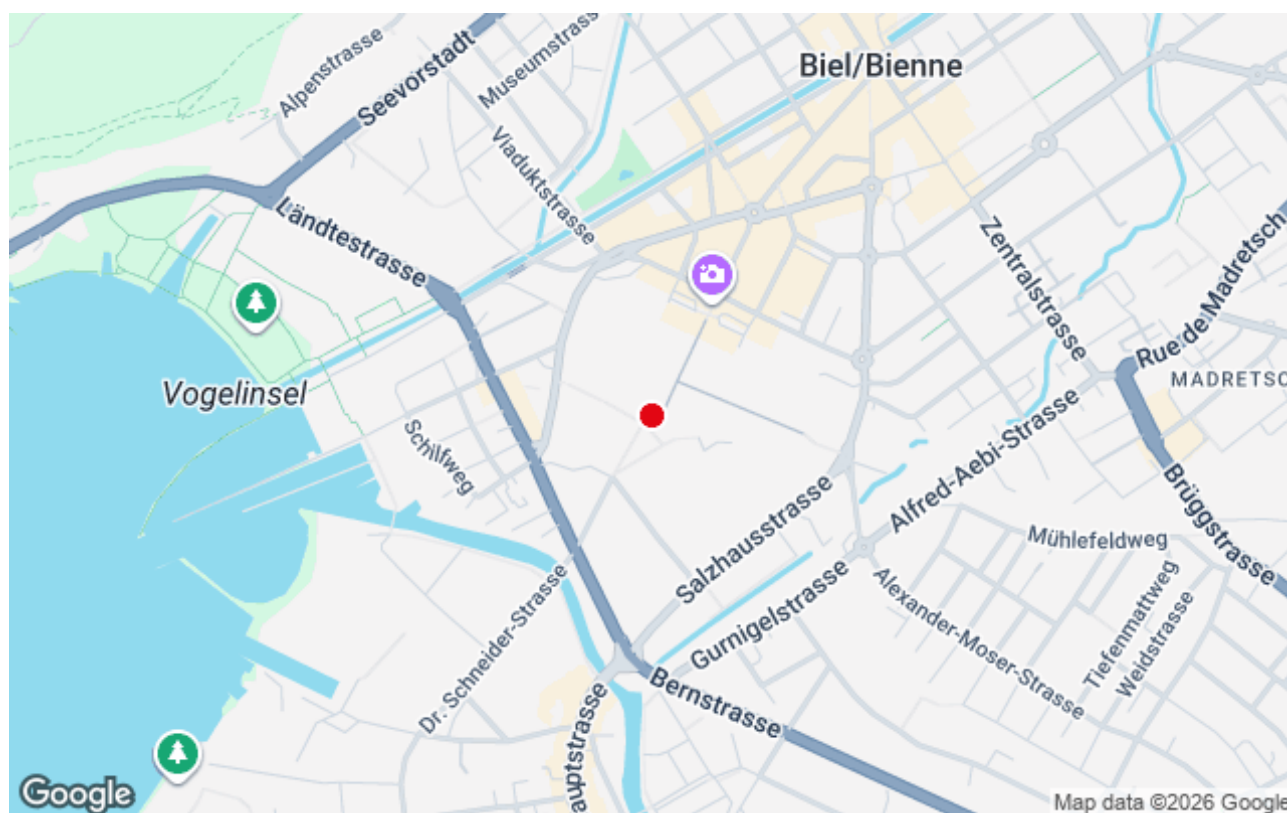 Alpenstrasse
Seevorstadt
Museumstrass
Biel/Bienne
Viaduktstrasse
Ländtestrasse
Zentralstrasse
Rue de Madretsch
MADRETSC
Vogelinsel
Schilfweg
Alfred-Aebi-Strasse
Brüggstrasse
Salzhausstrasse
Mühlefeldweg
Gurnigelstrasse
Alexander-Moser-Strasse
Tiefenmattweg
Weidstrasse
Dr. Schneider-Strasse
Bernstrasse
auptstrasse
Google
Map data ©2026 Google